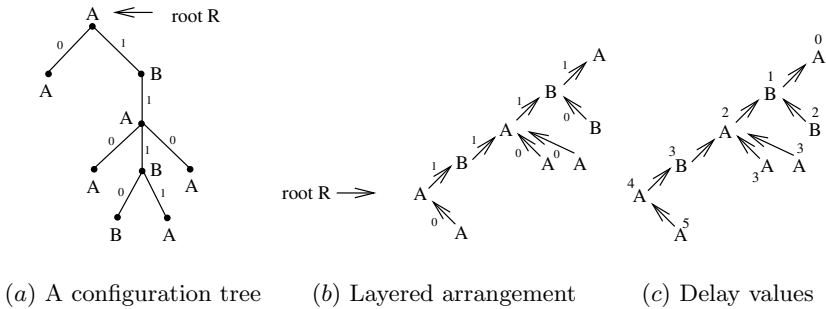 A root R
0 1
A B
1
A
0 1 0
A B A
0 1
B A
A
1
B
1 0
A B
1 0 0
B A A
1
root R A
0
A
0
A
1
B
2
A 2
B
3
B 3
A 3
A
4
A
5
A
(a) A configuration tree
(b) Layered arrangement
(c) Delay values